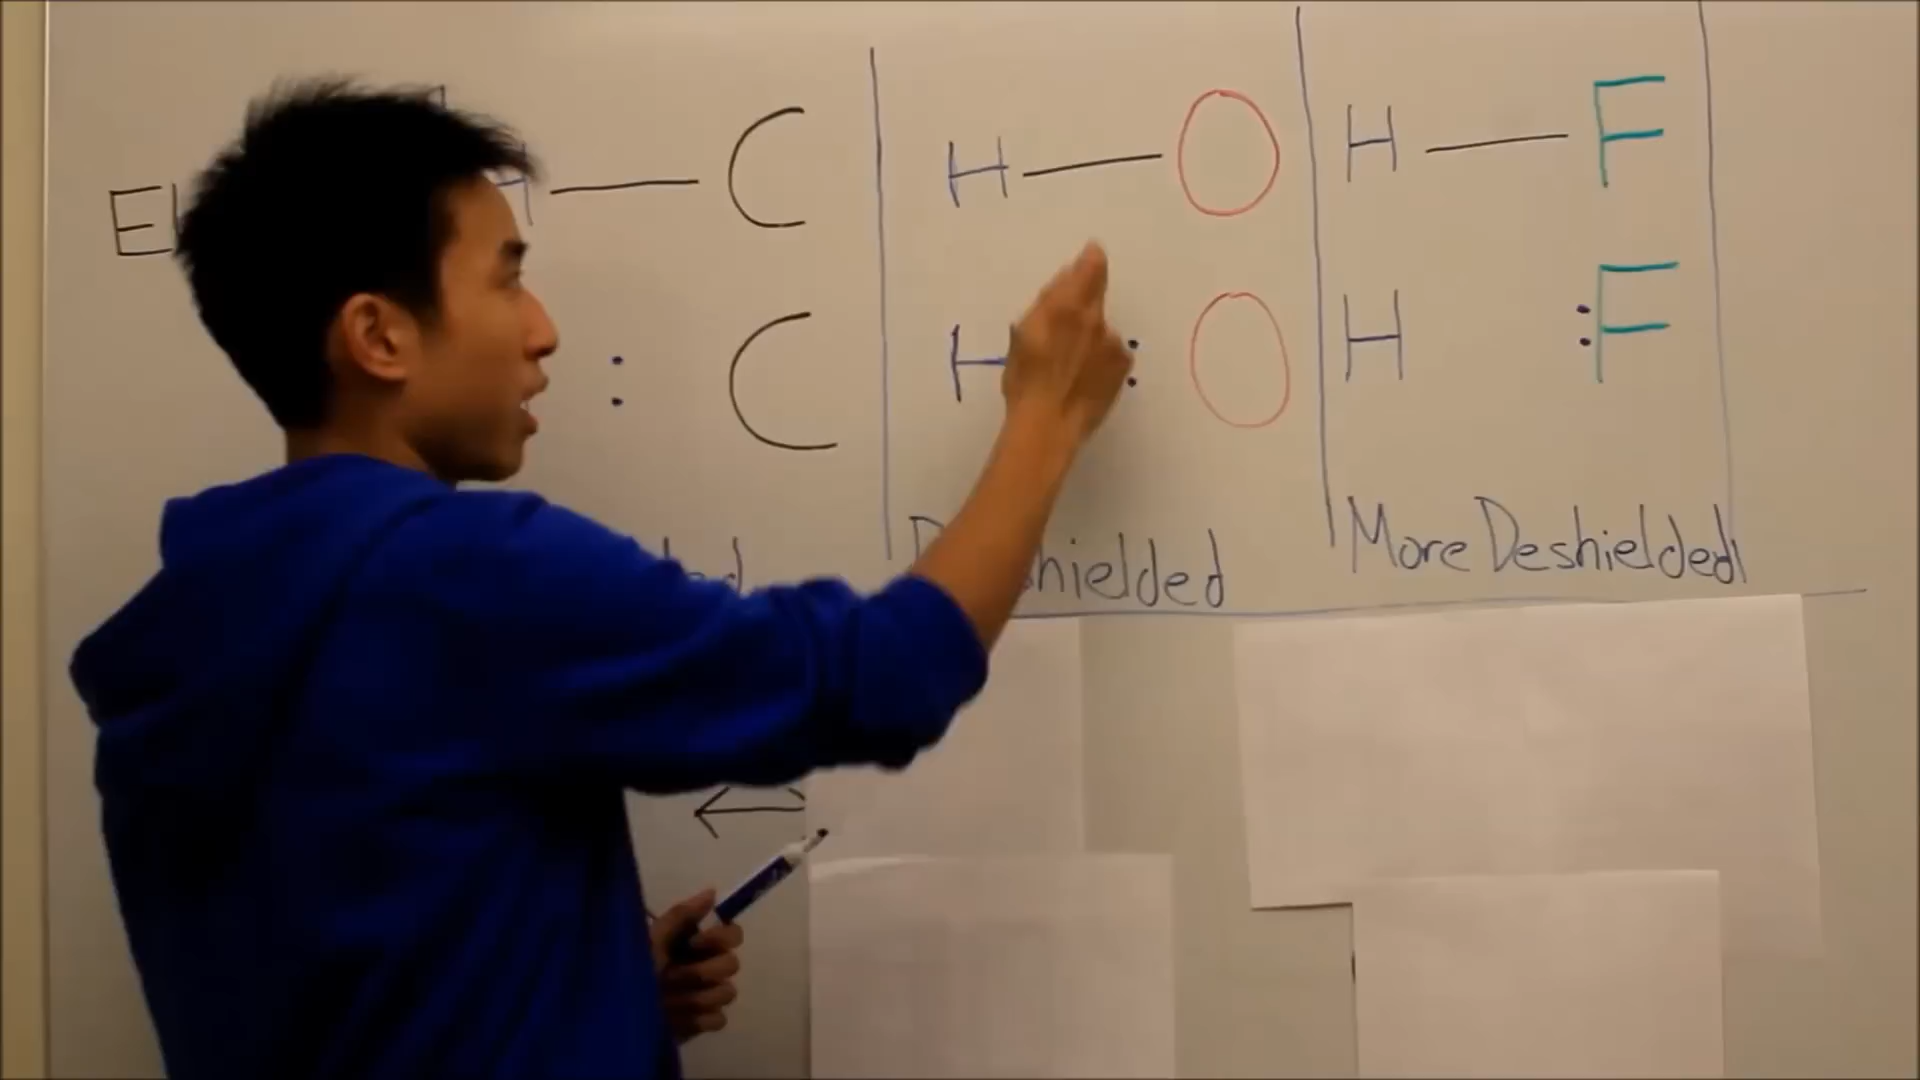 H — C H — O H — F
: C H : O H :F
Deshielded More Deshielded